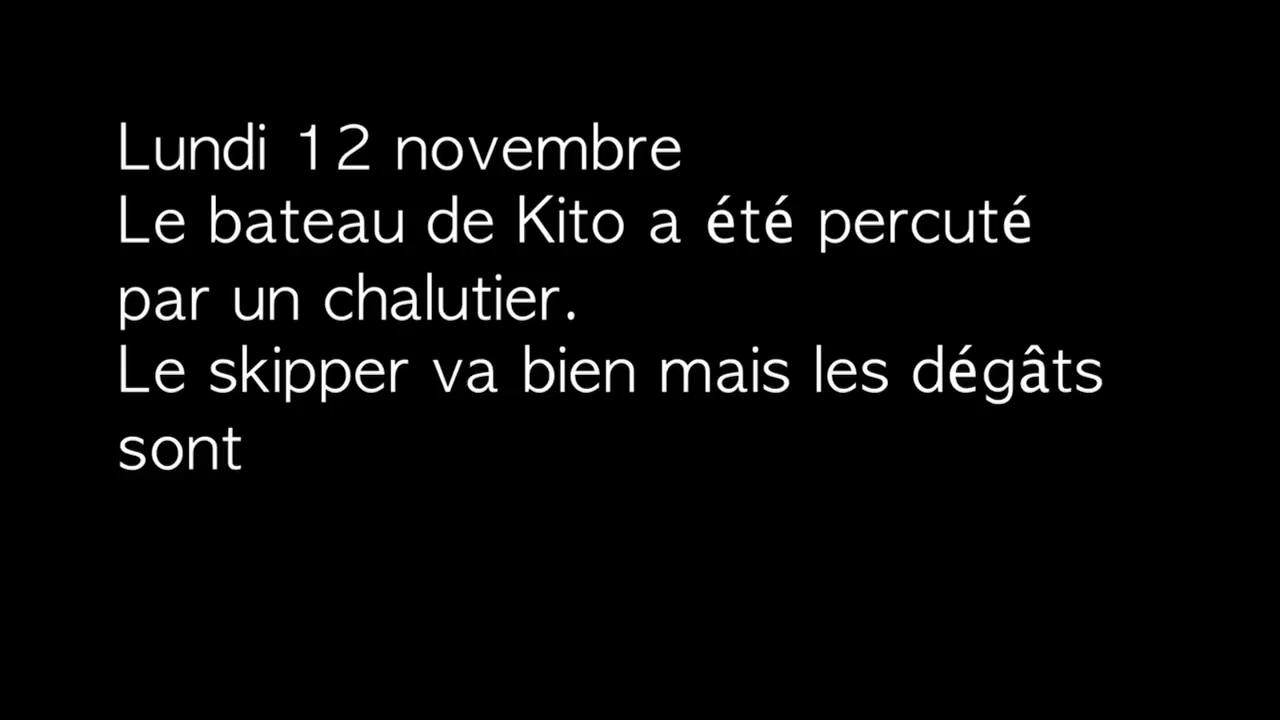 Lundi 12 novembre
Le bateau de Kito a été percuté
par un chalutier.
Le skipper va bien mais les dégâts
sont